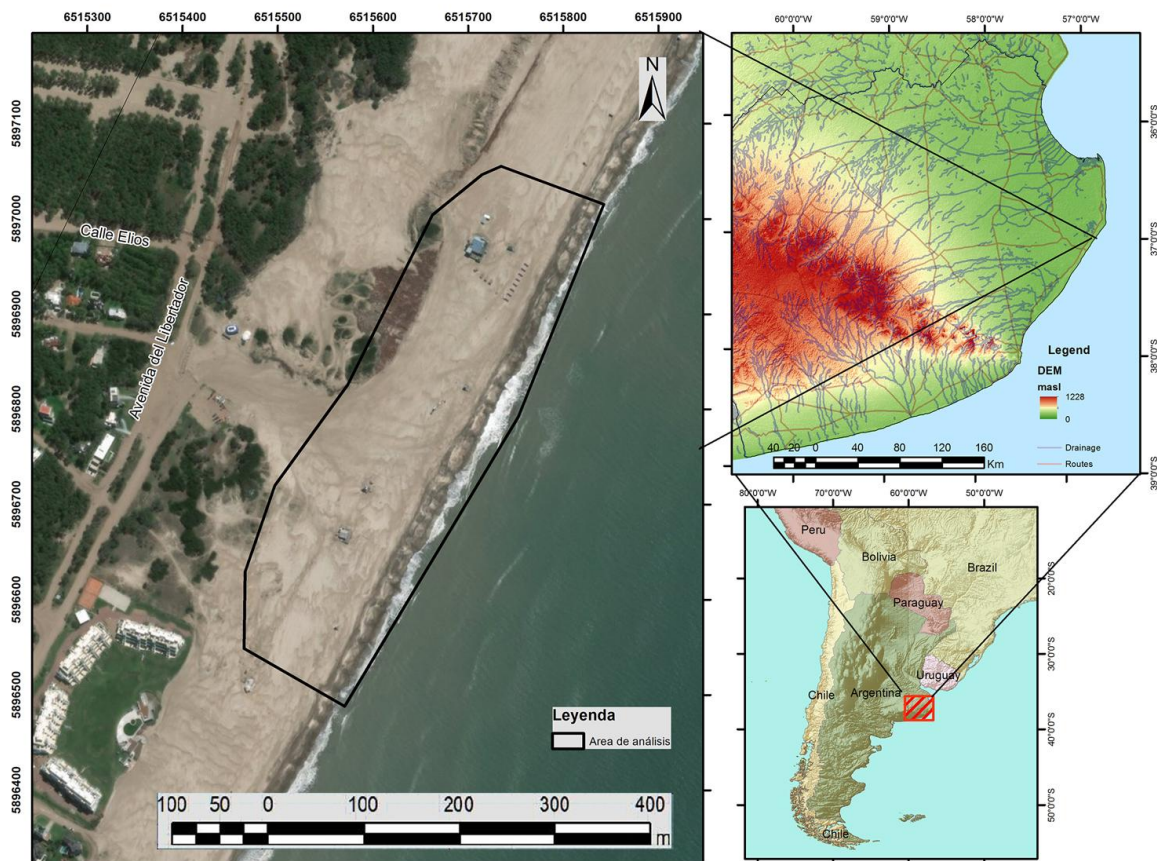 6515300 6515400 6515500 6515600 6515700 6515800 6515900
5897100
5897000
5896900
5896800
5896700
5896600
5896500
5896400
N
Calle Elios
Avenida del Libertador
Leyenda
Area de análisis
100 50 0 100 200 300 400
m
60°0'0"W 59°0'0"W 58°0'0"W 57°0'0"W
36°0'0"S
37°0'0"S
38°0'0"S
39°0'0"S
Legend
DEM
masl
1228
0
Drainage
Routes
40 20 0 40 80 120 160
Km
80°0'0"W 70°0'0"W 60°0'0"W 50°0'0"W
20°0'0"S
30°0'0"S
40°0'0"S
50°0'0"S
Peru
Bolivia
Brazil
Paraguay
Uruguay
Chile
Argentina
Chile